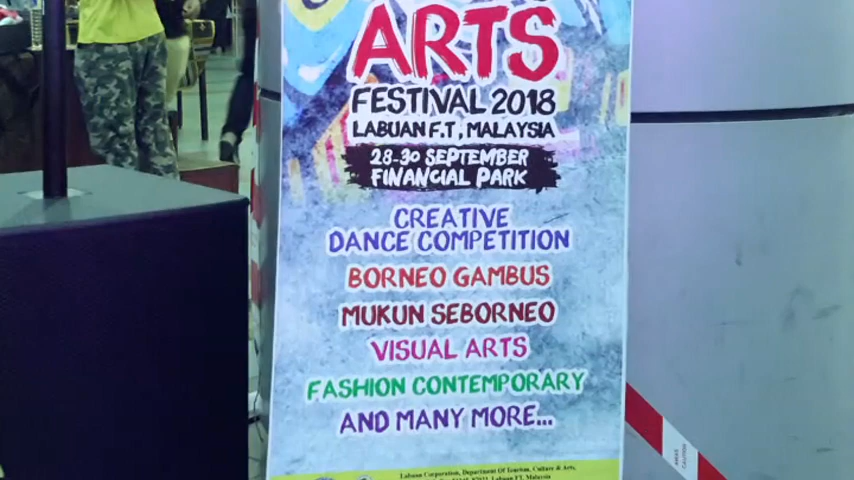 ARTS
FESTIVAL 2018
LABUAN F.T, MALAYSIA
28-30 SEPTEMBER
FINANCIAL PARK
CREATIVE
DANCE COMPETITION
BORNEO GAMBUS
MUKUN SEBORNEO
VISUAL ARTS
FASHION CONTEMPORARY
AND MANY MORE...
Labuan Corporation, Department Of Tourism, Culture & Arts,
Labuan FT, Malaysia